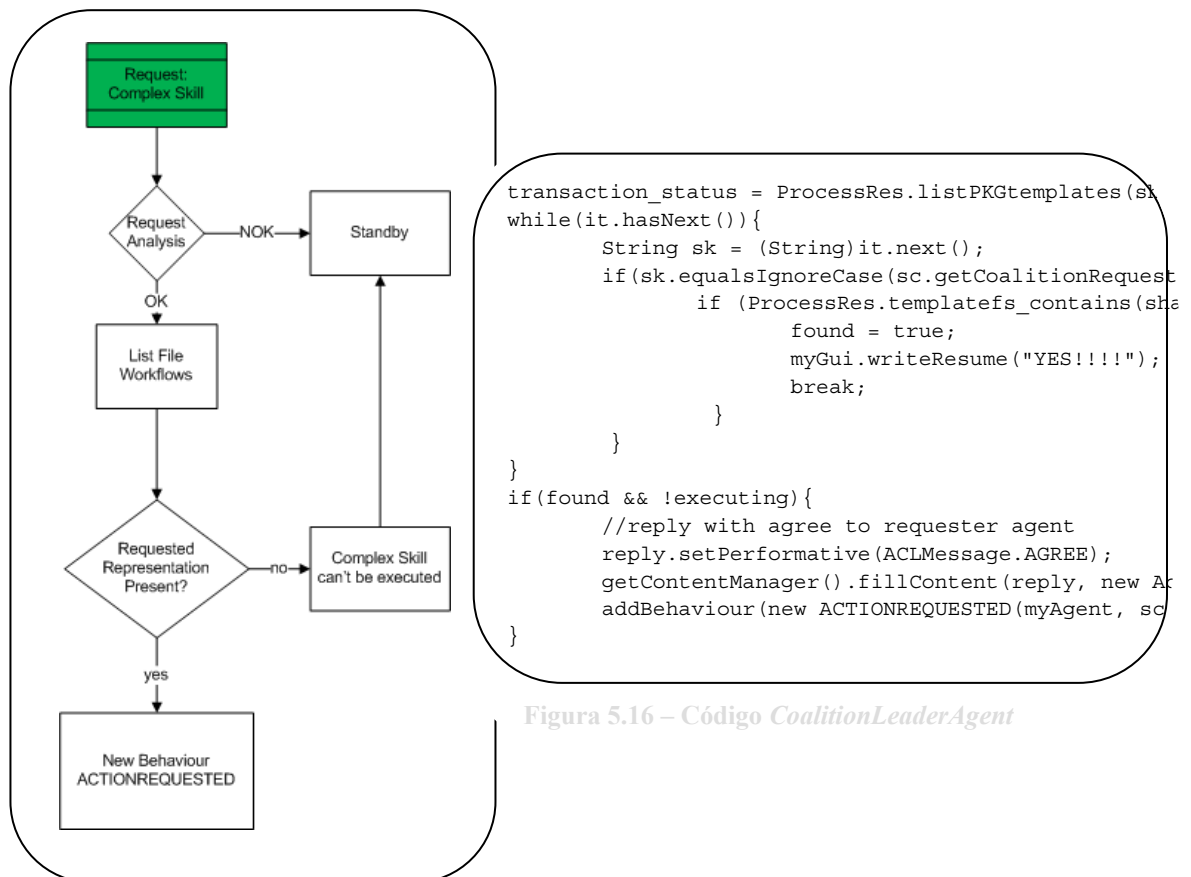 Request:
Complex Skill
Request
Analysis
NOK
Standby
OK
List File
Workflows
Requested
Representation
Present?
no
Complex Skill
can't be executed
yes
New Behaviour
ACTIONREQUESTED
transaction_status = ProcessRes.listPKGtemplates(sk
while(it.hasNext()){
String sk = (String)it.next();
if(sk.equalsIgnoreCase(sc.getCoalitionRequest
if (ProcessRes.templatefs_contains(sha
found = true;
myGui.writeResume("YES!!!!");
break;
}
}
}
if(found && !executing){
//reply with agree to requester agent
reply.setPerformative(ACLMessage.AGREE);
getContentManager().fillContent(reply, new
addBehaviour(new ACTIONREQUESTED(myAgent, sc
}
Figura 5.16 – Código CoalitionLeaderAgent